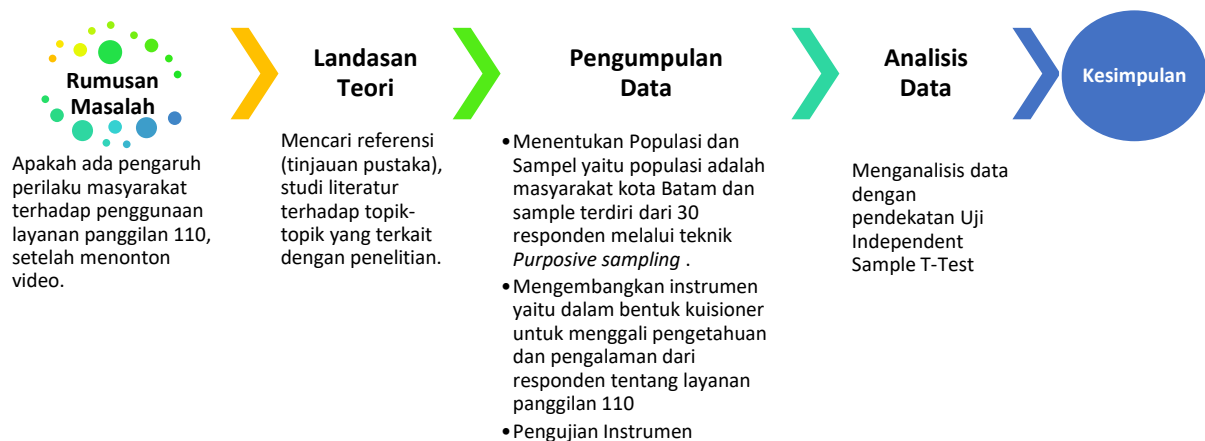 Rumusan
Masalah
Apakah ada pengaruh
perilaku masyarakat
terhadap penggunaan
layanan panggilan 110,
setelah menonton
video.
Landasan
Teori
Mencari referensi
(tinjauan pustaka),
studi literatur
terhadap topik-
topik yang terkait
dengan penelitian.
Pengumpulan
Data
•Menentukan Populasi dan
Sampel yaitu populasi adalah
masyarakat kota Batam dan
sample terdiri dari 30
responden melalui teknik
Purposive sampling .
•Mengembangkan instrumen
yaitu dalam bentuk kuisioner
untuk menggali pengetahuan
dan pengalaman dari
responden tentang layanan
panggilan 110
•Pengujian Instrumen
Analisis
Data
Menganalisis data
dengan
pendekatan Uji
Independent
Sample T-Test
Kesimpulan